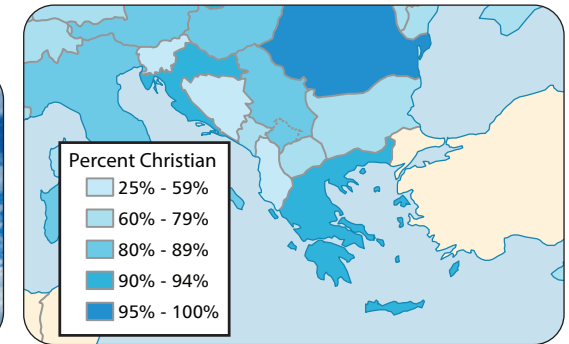 Percent Christian
25% - 59%
60% - 79%
80% - 89%
90% - 94%
95% - 100%